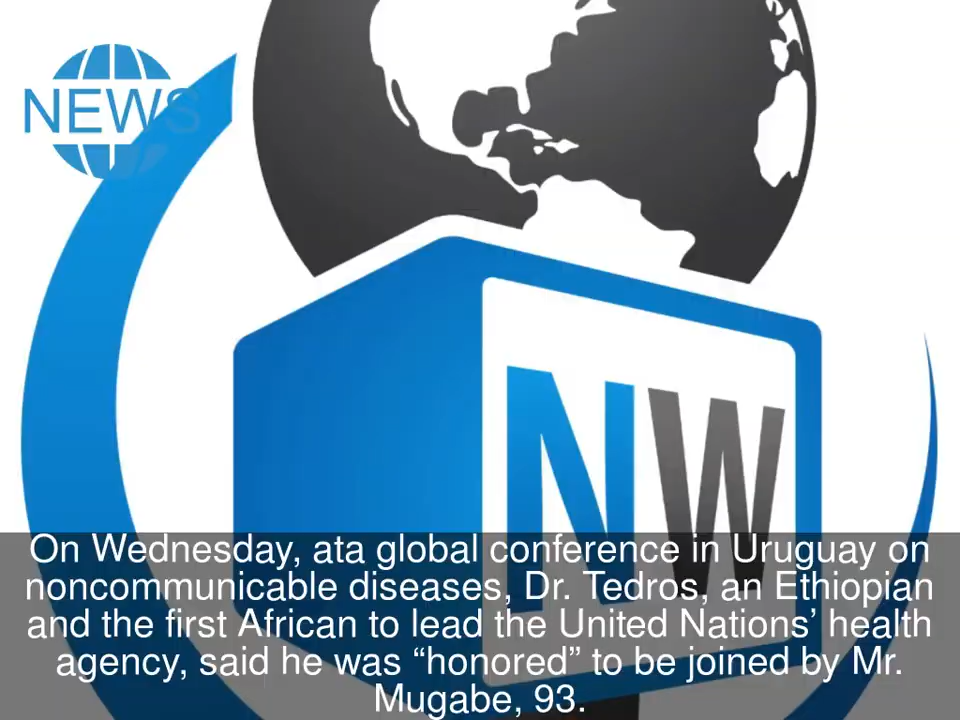 NEWS
NW
On Wednesday, ata global conference in Uruguay on
noncommunicable diseases, Dr. Tedros, an Ethiopian
and the first African to lead the United Nations’ health
agency, said he was “honored” to be joined by Mr.
Mugabe, 93.